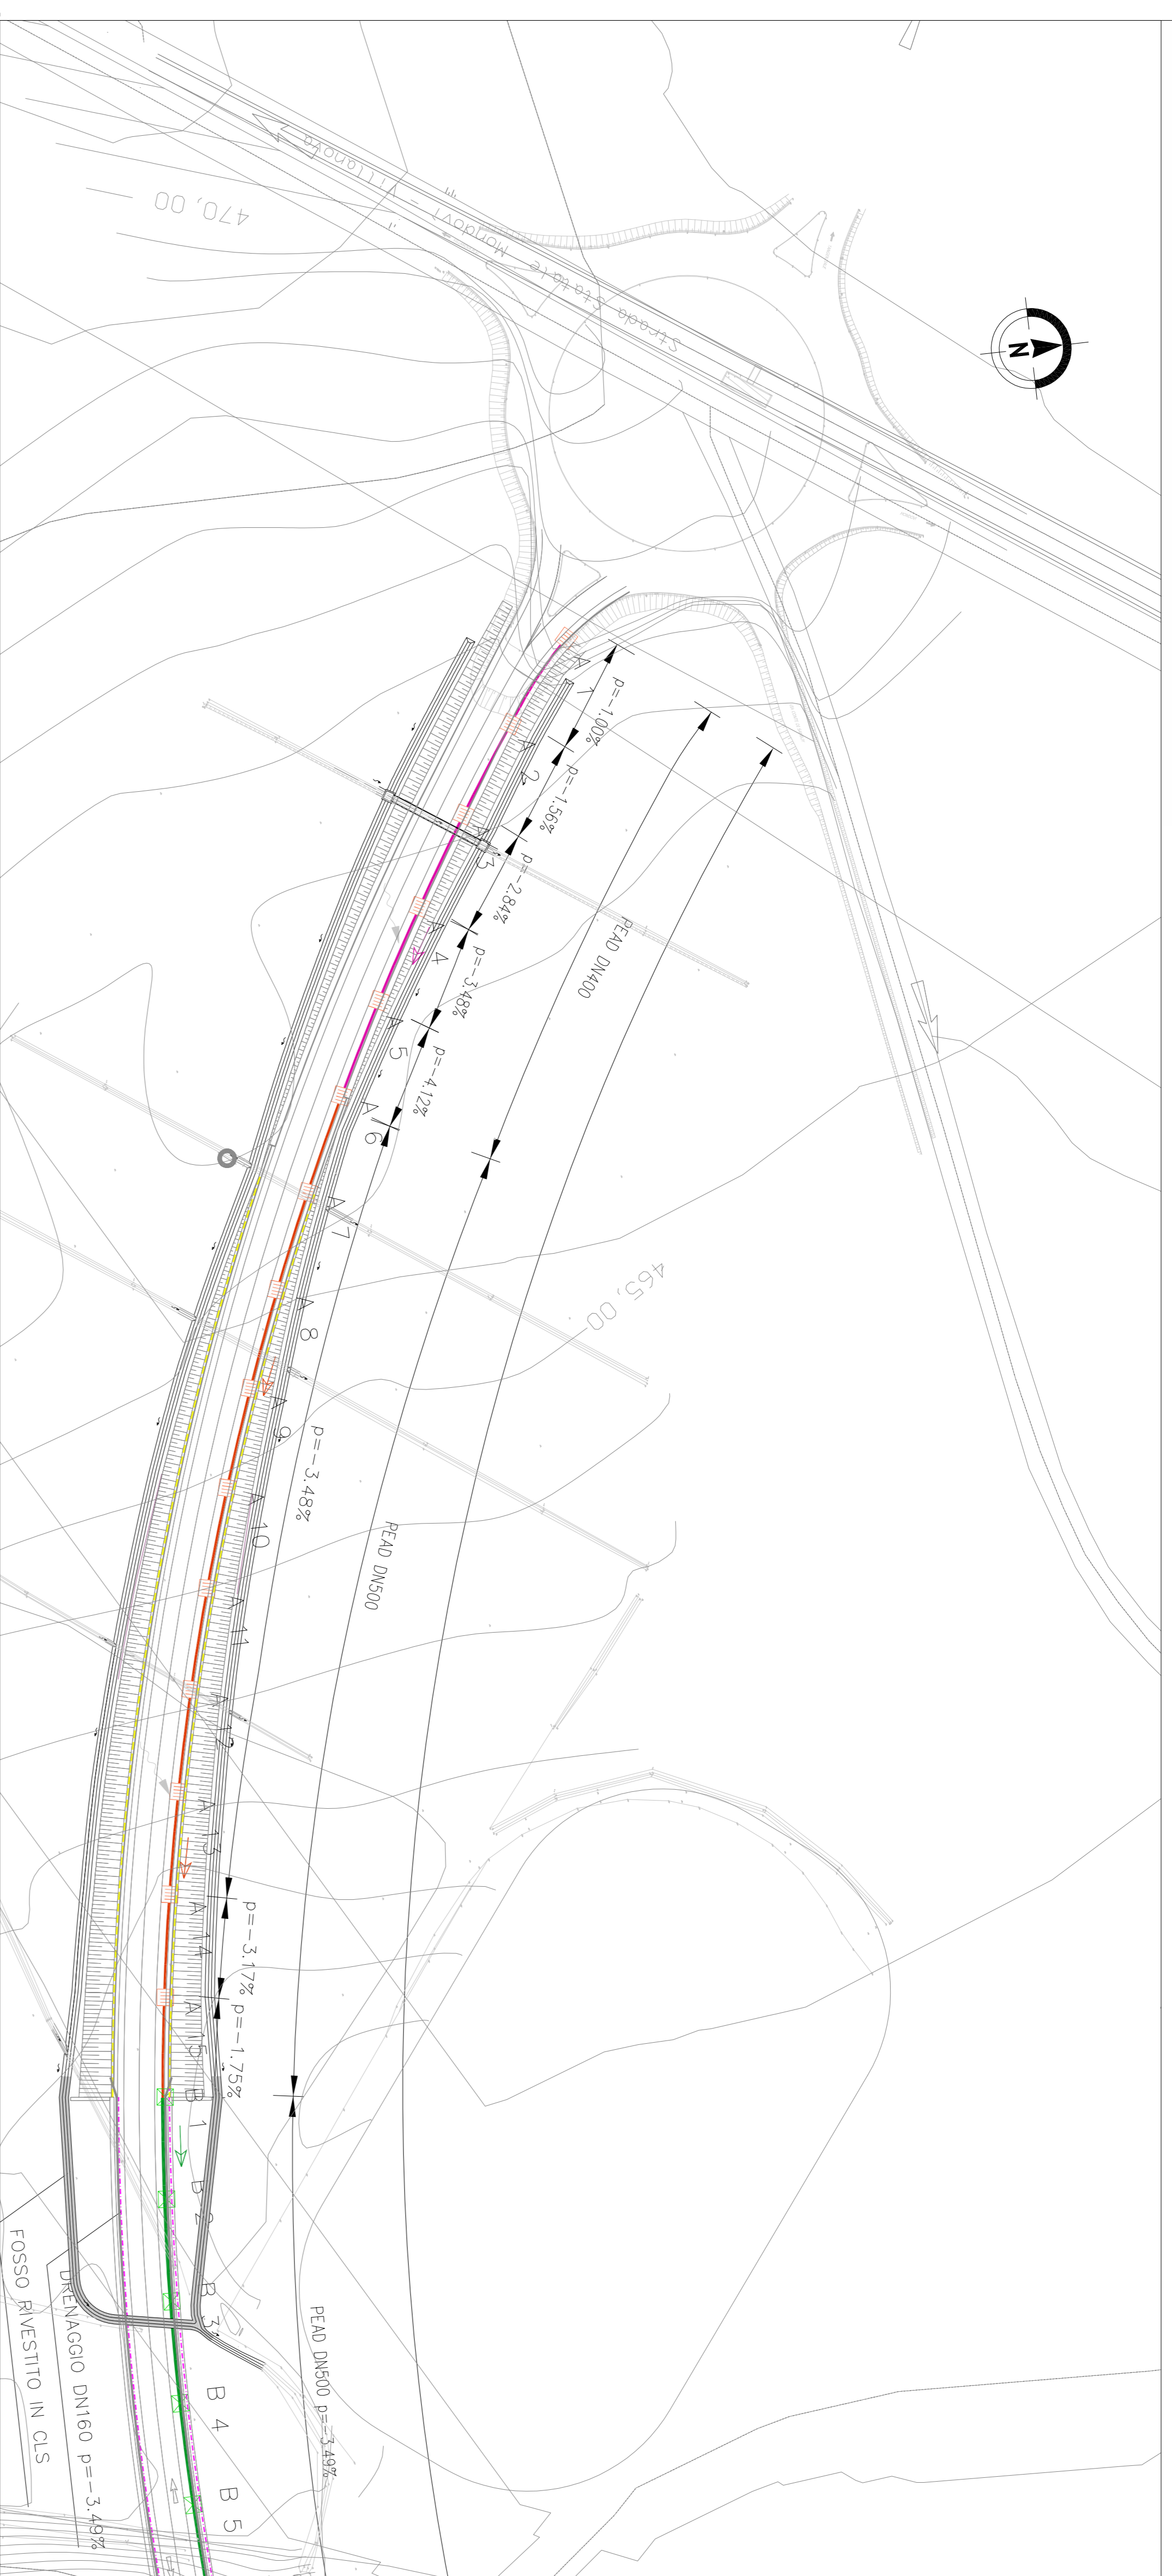 Strada Statale Mondovì - Villanova
470,00
N
A 1
p=-1.00%
A 2
p=-1.56%
A 3
p=-2.84%
A 4
p=-3.48%
A 5
p=-4.12%
A 6
PEAD DN400
A 7
465,00
A 8
A 9
p=-3.48%
A 10
PEAD DN500
A 11
A 12
A 13
A 14
p=-3.17%
A 15
p=-1.75%
B 1
B 2
B 3
PEAD DN500 p=-3.49%
B 4
B 5
DRENAGGIO DN160 p=-3.49%
FOSSO RIVESTITO IN CLS